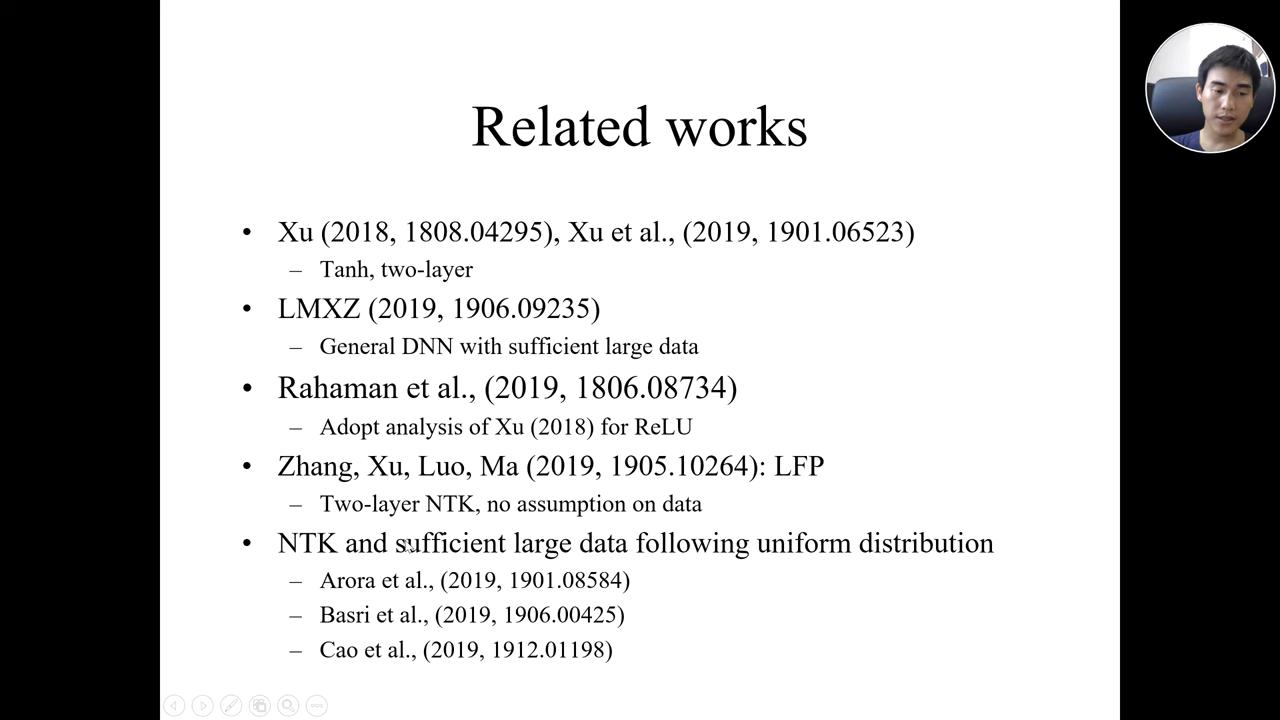 Related works
• Xu (2018, 1808.04295), Xu et al., (2019, 1901.06523)
– Tanh, two-layer
• LMXZ (2019, 1906.09235)
– General DNN with sufficient large data
• Rahaman et al., (2019, 1806.08734)
– Adopt analysis of Xu (2018) for ReLU
• Zhang, Xu, Luo, Ma (2019, 1905.10264): LFP
– Two-layer NTK, no assumption on data
• NTK and sufficient large data following uniform distribution
– Arora et al., (2019, 1901.08584)
– Basri et al., (2019, 1906.00425)
– Cao et al., (2019, 1912.01198)